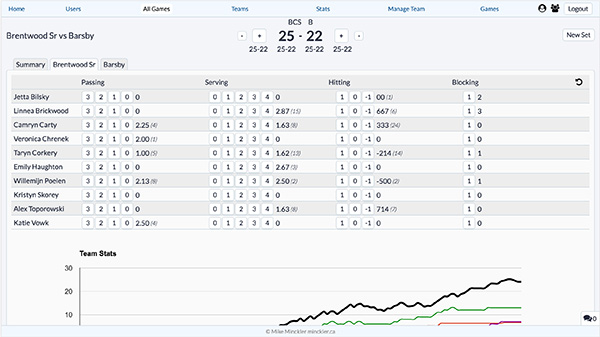 Home Users All Games Teams Stats Manage Team Games Logout
BCS B
Brentwood Sr vs Barsby - + 25 - 22 + - New Set
25-22 25-22 25-22 25-22
Summary Brentwood Sr Barsby
Passing Serving Hitting Blocking
Jetta Bilsky 3 2 1 0 0 0 1 2 3 4 0 1 0 -1 00 (1) 1 2
Linnea Brickwood 3 2 1 0 0 0 1 2 3 4 2.87 (15) 1 0 -1 667 (6) 1 3
Camryn Carty 3 2 1 0 2.25 (4) 0 1 2 3 4 1.63 (8) 1 0 -1 333 (24) 1 0
Veronica Chrenek 3 2 1 0 2.00 (1) 0 1 2 3 4 0 1 0 -1 0 1 0
Taryn Corkery 3 2 1 0 1.00 (5) 0 1 2 3 4 1.62 (13) 1 0 -1 -214 (14) 1 1
Emily Haughton 3 2 1 0 0 0 1 2 3 4 2.67 (3) 1 0 -1 0 1 0
Willemijn Poelen 3 2 1 0 2.13 (8) 0 1 2 3 4 2.50 (2) 1 0 -1 -500 (2) 1 1
Kristyn Skorey 3 2 1 0 0 0 1 2 3 4 0 1 0 -1 0 1 0
Alex Toporowski 3 2 1 0 0 0 1 2 3 4 1.63 (8) 1 0 -1 714 (7) 1 0
Katie Vowk 3 2 1 0 2.50 (4) 0 1 2 3 4 0 1 0 -1 0 1 0
Team Stats
30
20
10
0
© Mike Minckler minckler.ca